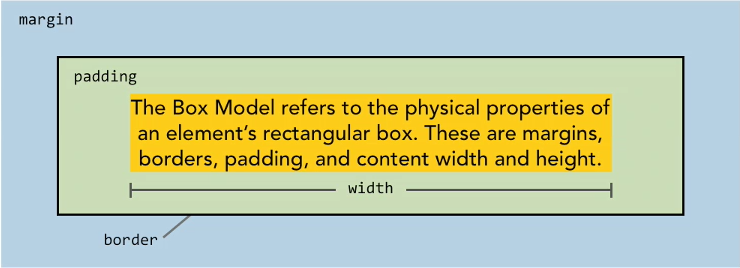 margin
padding
The Box Model refers to the physical properties of
an element’s rectangular box. These are margins,
borders, padding, and content width and height.
width
border